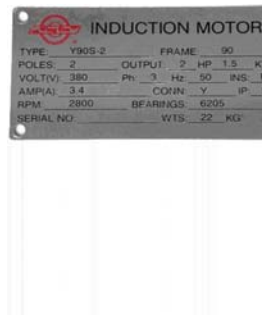 INDUCTION MOTOR
TYPE: Y90S-2 FRAME: 90
POLES: 2 OUTPUT: 2 HP 1.5 K
VOLT(V): 380 Ph: 3 Hz: 50 INS:
AMP(A): 3.4 CONN: Y IP:
RPM: 2800 BEARINGS: 6205
SERIAL NO: WTS: 22 KG